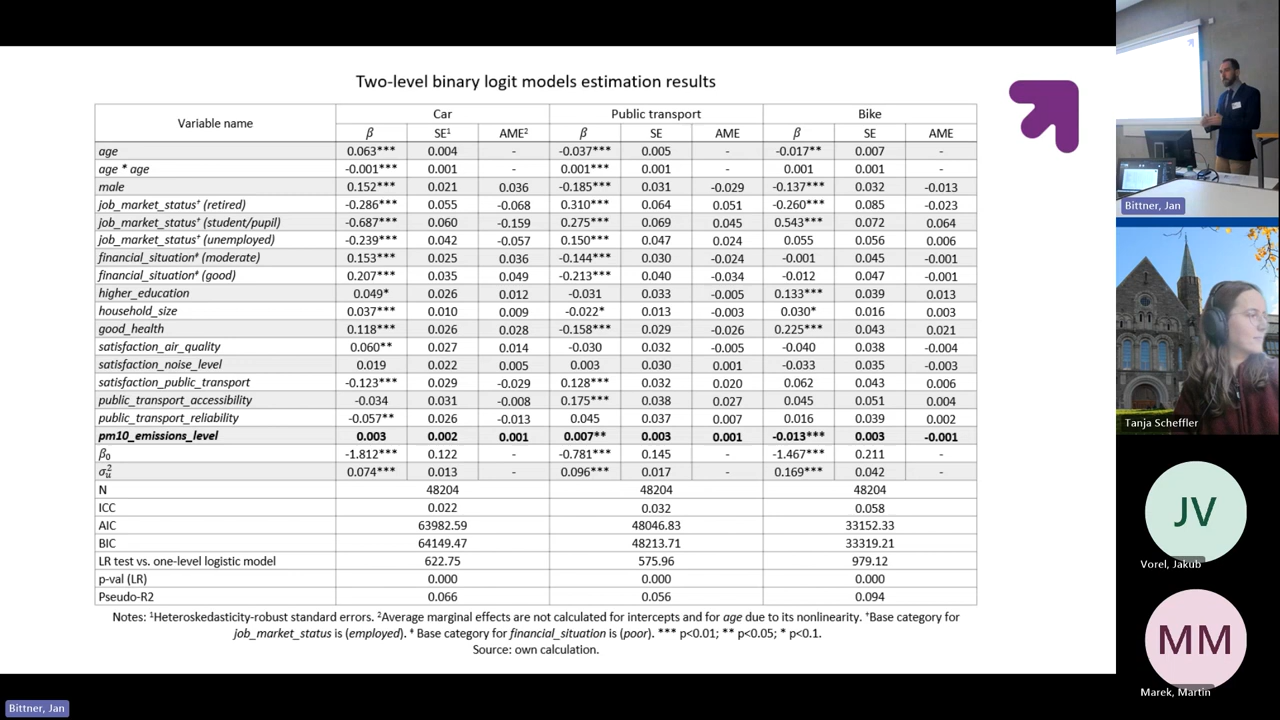 Two-level binary logit models estimation results
Variable name Car Public transport Bike
β SE¹ AME² β SE AME β SE AME
age 0.063*** 0.004 - -0.037*** 0.005 - -0.017** 0.007 -
age * age -0.001*** 0.001 - 0.001*** 0.001 - 0.001 0.001 -
male 0.152*** 0.021 0.036 -0.185*** 0.031 -0.029 -0.137*** 0.032 -0.013
job_market_status⁺ (retired) -0.286*** 0.055 -0.068 0.310*** 0.064 0.051 -0.260*** 0.085 -0.023
job_market_status⁺ (student/pupil) -0.687*** 0.060 -0.159 0.275*** 0.069 0.045 0.543*** 0.072 0.064
job_market_status⁺ (unemployed) -0.239*** 0.042 -0.057 0.150*** 0.047 0.024 0.055 0.056 0.006
financial_situation‡ (moderate) 0.153*** 0.025 0.036 -0.144*** 0.030 -0.024 -0.001 0.045 -0.001
financial_situation‡ (good) 0.207*** 0.035 0.049 -0.213*** 0.040 -0.034 -0.012 0.047 -0.001
higher_education 0.049* 0.026 0.012 -0.031 0.033 -0.005 0.133*** 0.039 0.013
household_size 0.037*** 0.010 0.009 -0.022* 0.013 -0.003 0.030* 0.016 0.003
good_health 0.118*** 0.026 0.028 -0.158*** 0.029 -0.026 0.225*** 0.043 0.021
satisfaction_air_quality 0.060** 0.027 0.014 -0.030 0.032 -0.005 -0.040 0.038 -0.004
satisfaction_noise_level 0.019 0.022 0.005 0.003 0.030 0.001 -0.033 0.035 -0.003
satisfaction_public_transport -0.123*** 0.029 -0.029 0.128*** 0.032 0.020 0.062 0.043 0.006
public_transport_accessibility -0.034 0.031 -0.008 0.175*** 0.038 0.027 0.045 0.051 0.004
public_transport_reliability -0.057** 0.026 -0.013 0.045 0.037 0.007 0.016 0.039 0.002
pm10_emissions_level 0.003 0.002 0.001 0.007** 0.003 0.001 -0.013*** 0.003 -0.001
β₀ -1.812*** 0.122 - -0.781*** 0.145 - -1.467*** 0.211 -
σ²ᵤ 0.074*** 0.013 - 0.096*** 0.017 - 0.169*** 0.042 -
N 48204 48204 48204
ICC 0.022 0.032 0.058
AIC 63982.59 48046.83 33152.33
BIC 64149.47 48213.71 33319.21
LR test vs. one-level logistic model 622.75 575.96 979.12
p-val (LR) 0.000 0.000 0.000
Pseudo-R2 0.066 0.056 0.094
Notes: ¹Heteroskedasticity-robust standard errors. ²Average marginal effects are not calculated for intercepts and for age due to its nonlinearity. ⁺Base category for
job_market_status is (employed). ‡ Base category for financial_situation is (poor). *** p<0.01; ** p<0.05; * p<0.1.
Source: own calculation.
Bittner, Jan
Tanja Scheffler
JV
Vorel, Jakub
MM
Marek, Martin
Bittner, Jan